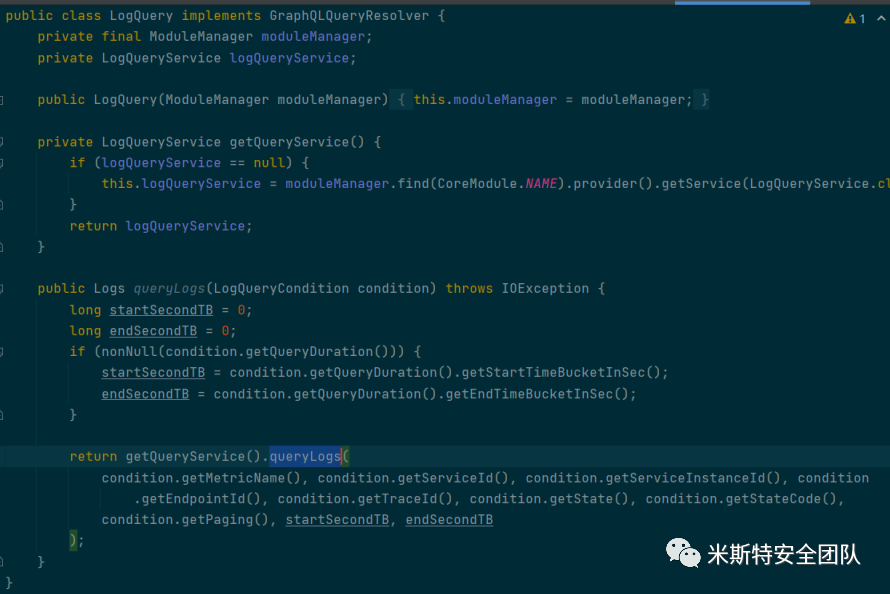 public class LogQuery implements GraphQLQueryResolver {
1
private final ModuleManager moduleManager;
private LogQueryService logQueryService;
public LogQuery(ModuleManager moduleManager) { this.moduleManager = moduleManager; }
private LogQueryService getQueryService() {
if (logQueryService == null) {
this.logQueryService = moduleManager.find(CoreModule.NAME).provider().getService(LogQueryService.cl
}
return logQueryService;
}
public Logs queryLogs(LogQueryCondition condition) throws IOException {
long startSecondTB = 0;
long endSecondTB = 0;
if (nonNull(condition.getQueryDuration())) {
startSecondTB = condition.getQueryDuration().getStartTimeBucketInSec();
endSecondTB = condition.getQueryDuration().getEndTimeBucketInSec();
}
return getQueryService().queryLogs(
condition.getMetricName(), condition.getServiceId(), condition.getServiceInstanceId(), condition
.getEndpointId(), condition.getTraceId(), condition.getState(), condition.getStateCode(),
condition.getPaging(), startSecondTB, endSecondTB
);
}
}
米斯特安全团队